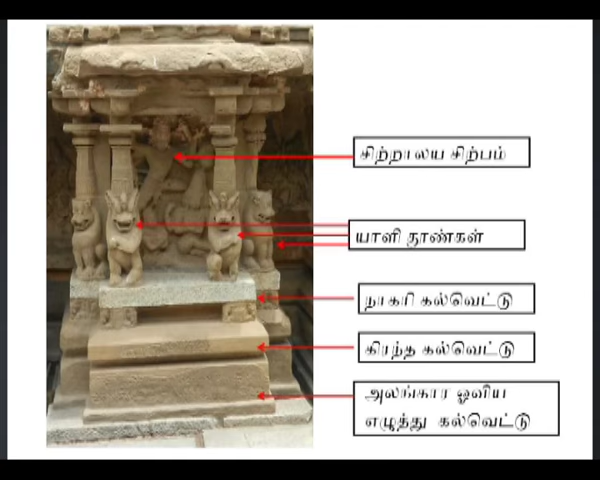 சிற்றாலய சிற்பம்
யாளி தூண்கள்
நாகரி கல்வெட்டு
கிரந்த கல்வெட்டு
அலங்கார ஓவிய
எழுத்து கல்வெட்டு